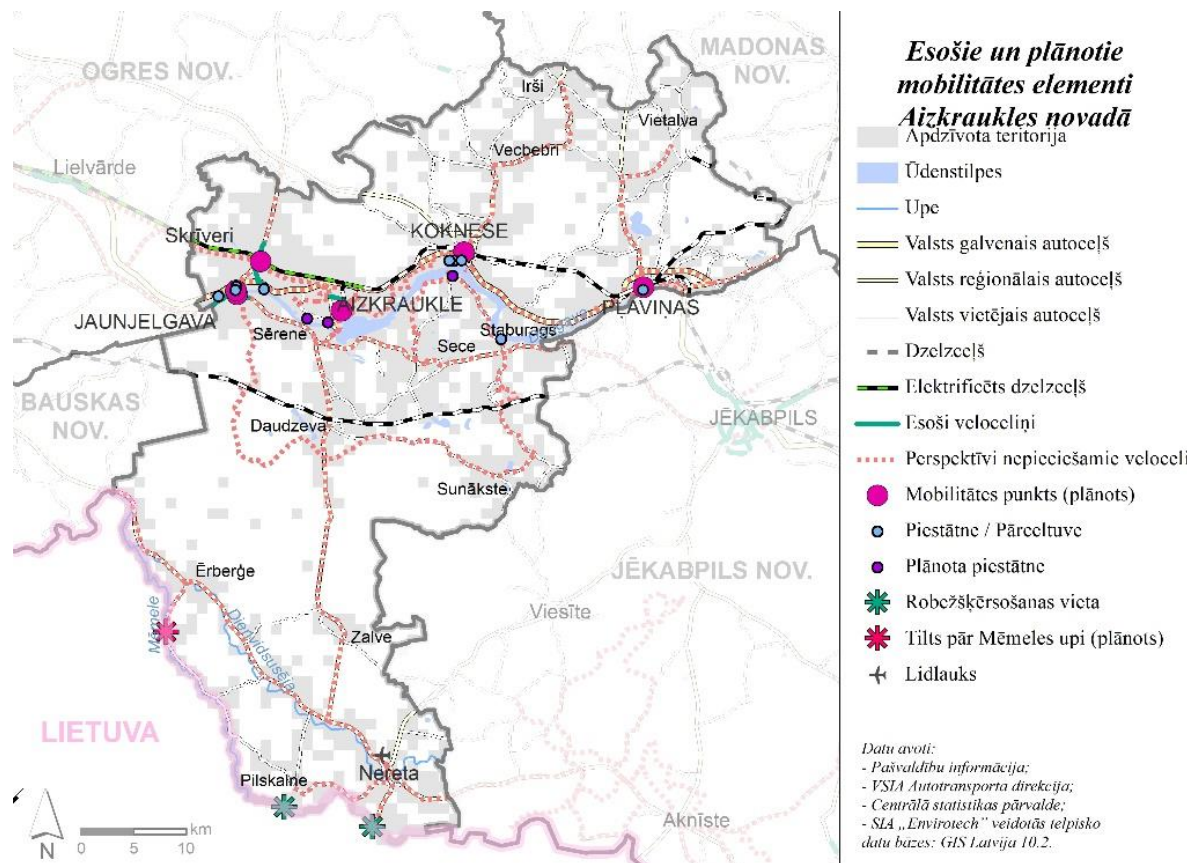 Esošie un plānotie
mobilitātes elementi
Aizkraukles novadā
Apdzīvota teritorija
Ūdenstilpes
Upe
Valsts galvenais autoceļš
Valsts reģionālais autoceļš
Valsts vietējais autoceļš
Dzelzceļš
Elektrificēts dzelzceļš
Esoši veloceliņi
Perspektīvi nepieciešamie veloceli
Mobilitātes punkts (plānots)
Piestātne / Pārceltuve
Plānota piestātne
Robežšķērsošanas vieta
Tilts pār Mēmeles upi (plānots)
Lidlauks
Datu avoti:
- Pašvaldību informācija;
- VSIA Autotransporta direkcija;
- Centrālā statistikas pārvalde;
- SIA „Envirotech” veidotās telpisko
datu bāzes: GIS Latvija 10.2.
OGRES NOV.
MADONAS
NOV.
Irši
Vietalva
Vecbebri
Lielvārde
Skrīveri
KOKNESE
AIZKRAUKLE
PĻAVIŅAS
JAUNJELGAVA
Sērene
Staburags
Sece
BAUSKAS
NOV.
Daudzeva
JĒKABPILS
Sunākste
Ērberģe
JĒKABPILS NOV.
Viesīte
Mēmele
Dienvidsusēja
Zalve
LIETUVA
Pilskalne
Nereta
Aknīste
N
0 5 10
km